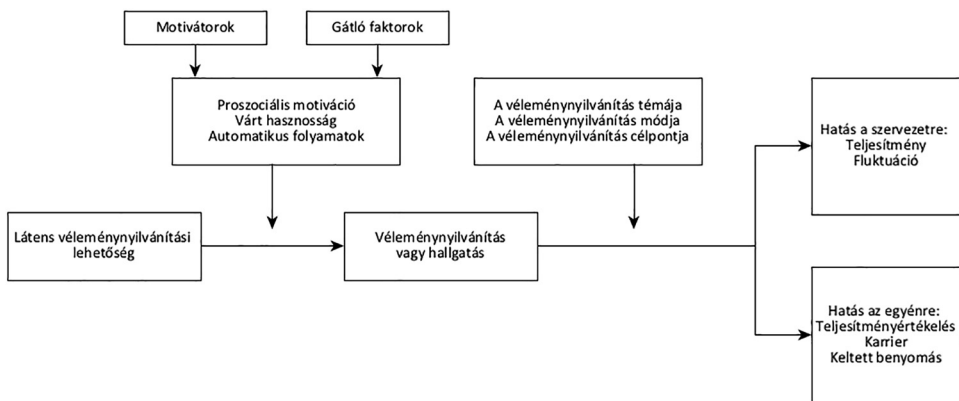 Motivátorok
Gátló faktorok
Proszociális motiváció
Várt hasznosság
Automatikus folyamatok
A véleménynyilvánítás témája
A véleménynyilvánítás módja
A véleménynyilvánítás célpontja
Hatás a szervezetre:
Teljesítmény
Fluktuáció
Látens véleménynyilvánítási
lehetőség
Véleménynyilvánítás
vagy hallgatás
Hatás az egyénre:
Teljesítményértékelés
Karrier
Keltett benyomás